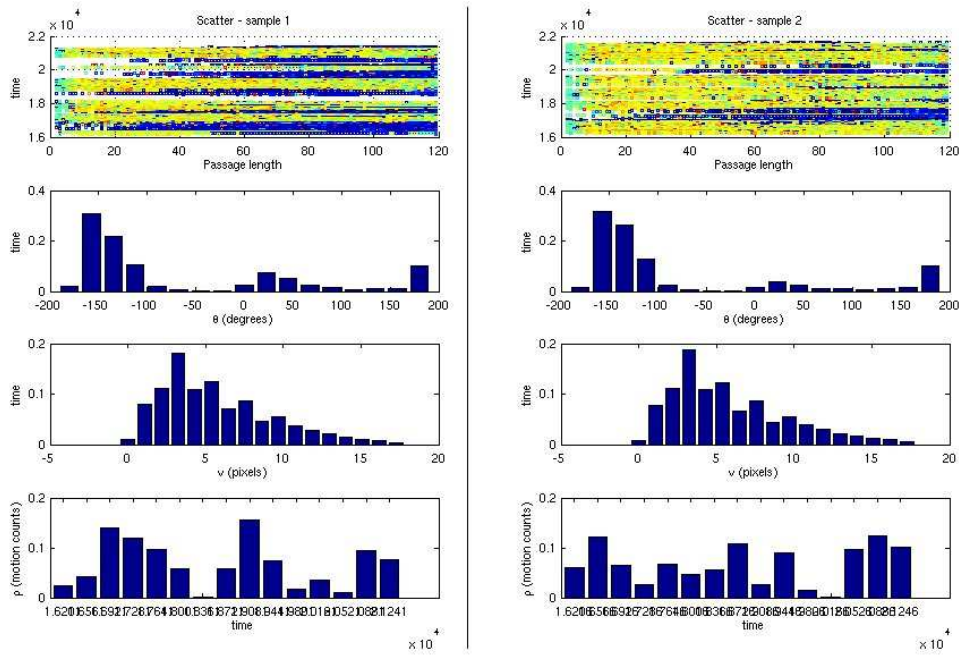 Scatter - sample 1
x 10 4
2.2
2
1.8
1.6
time
0 20 40 60 80 100 120
Passage length
0.4
0.2
0
time
-200 -150 -100 -50 0 50 100 150 200
θ (degrees)
0.2
0.1
0
time
-5 0 5 10 15 20
v (pixels)
0.2
0.1
0
ρ (motion counts)
time
x 10 4
Scatter - sample 2
x 10 4
2.2
2
1.8
1.6
time
0 20 40 60 80 100 120
Passage length
0.4
0.2
0
time
-200 -150 -100 -50 0 50 100 150 200
θ (degrees)
0.2
0.1
0
time
-5 0 5 10 15 20
v (pixels)
0.2
0.1
0
ρ (motion counts)
time
x 10 4